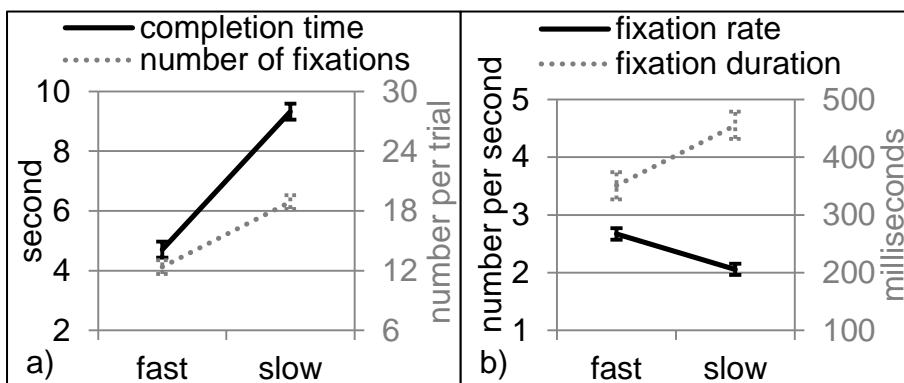 completion time
number of fixations
10
8
6
4
2
second
30
24
18
12
6
number per trial
fast slow
a)
fixation rate
fixation duration
5
4
3
2
1
number per second
500
400
300
200
100
milliseconds
fast slow
b)